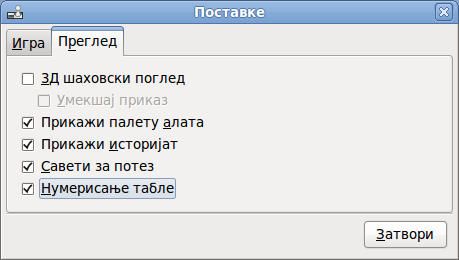 Поставке
Игра Преглед
3Д шаховски поглед
Умекшај приказ
Прикажи палету алата
Прикажи историјат
Савети за потез
Нумерисање табле
Затвори